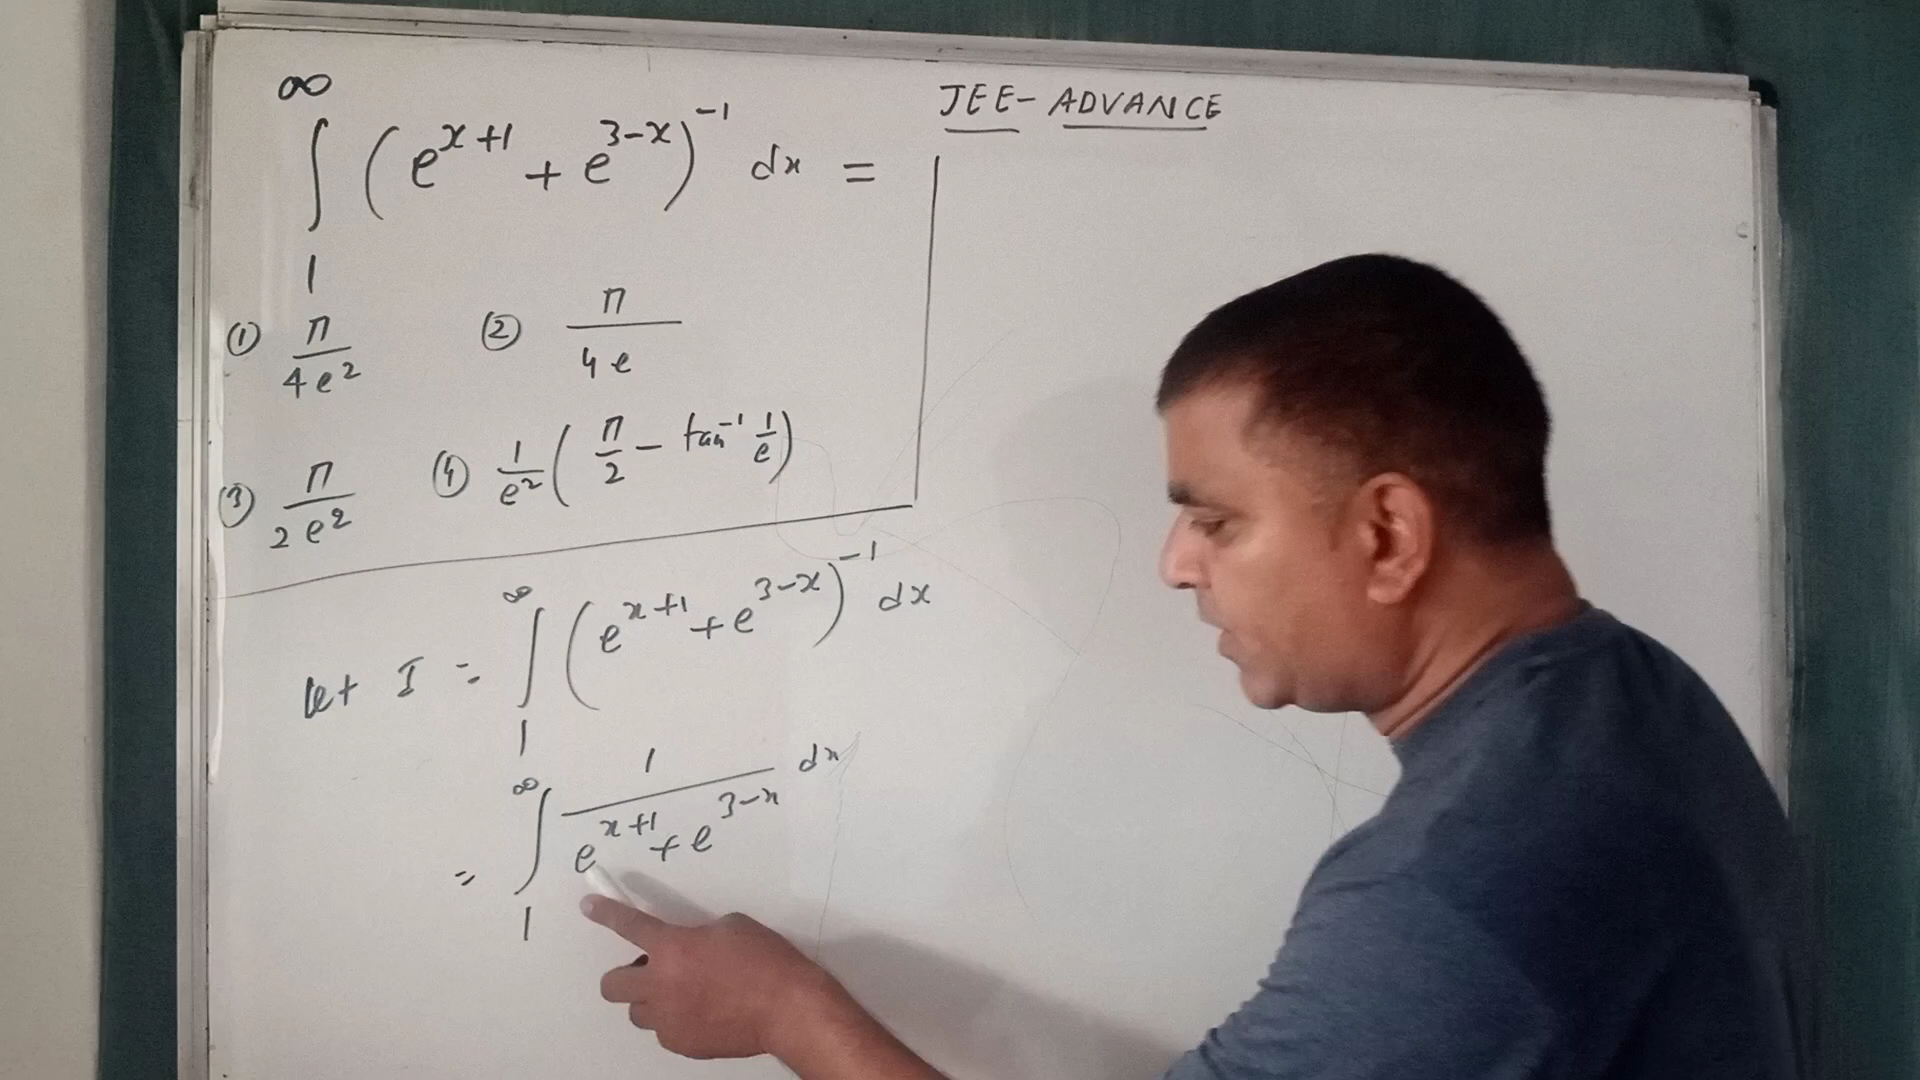 JEE-ADVANCE
∫₁^∞ (e^{x+1} + e^{3-x})^{-1} dx =
① π/4e² ② π/4e
③ π/2e² ④ 1/e² (π/2 - tan⁻¹ 1/e)
let I = ∫₁^∞ (e^{x+1} + e^{3-x})^{-1} dx
= ∫₁^∞ 1/(e^{x+1} + e^{3-x}) dx